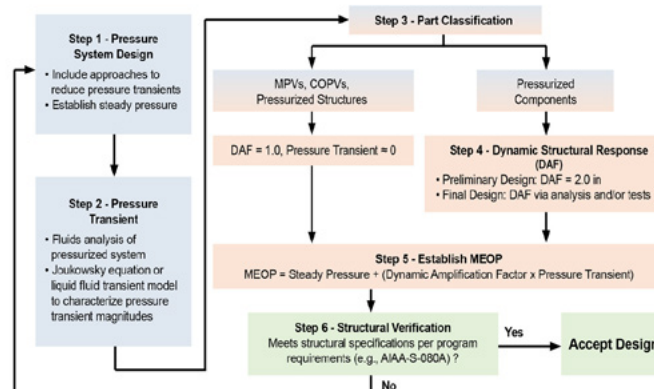 Step 1 - Pressure
System Design
• Include approaches to
reduce pressure transients
• Establish steady pressure
Step 2 - Pressure
Transient
• Fluids analysis of
pressurized system
• Joukowsky equation or
liquid fluid transient model
to characterize pressure
transient magnitudes
Step 3 - Part Classification
MPVs, COPVs,
Pressurized Structures
Pressurized
Components
DAF = 1.0, Pressure Transient ≈ 0
Step 4 - Dynamic Structural Response
(DAF)
• Preliminary Design: DAF = 2.0 in
• Final Design: DAF via analysis and/or tests
Step 5 - Establish MEOP
MEOP = Steady Pressure + (Dynamic Amplification Factor x Pressure Transient)
Step 6 - Structural Verification
Meets structural specifications per program
requirements (e.g., AIAA-S-080A) ?
Yes
Accept Design
No